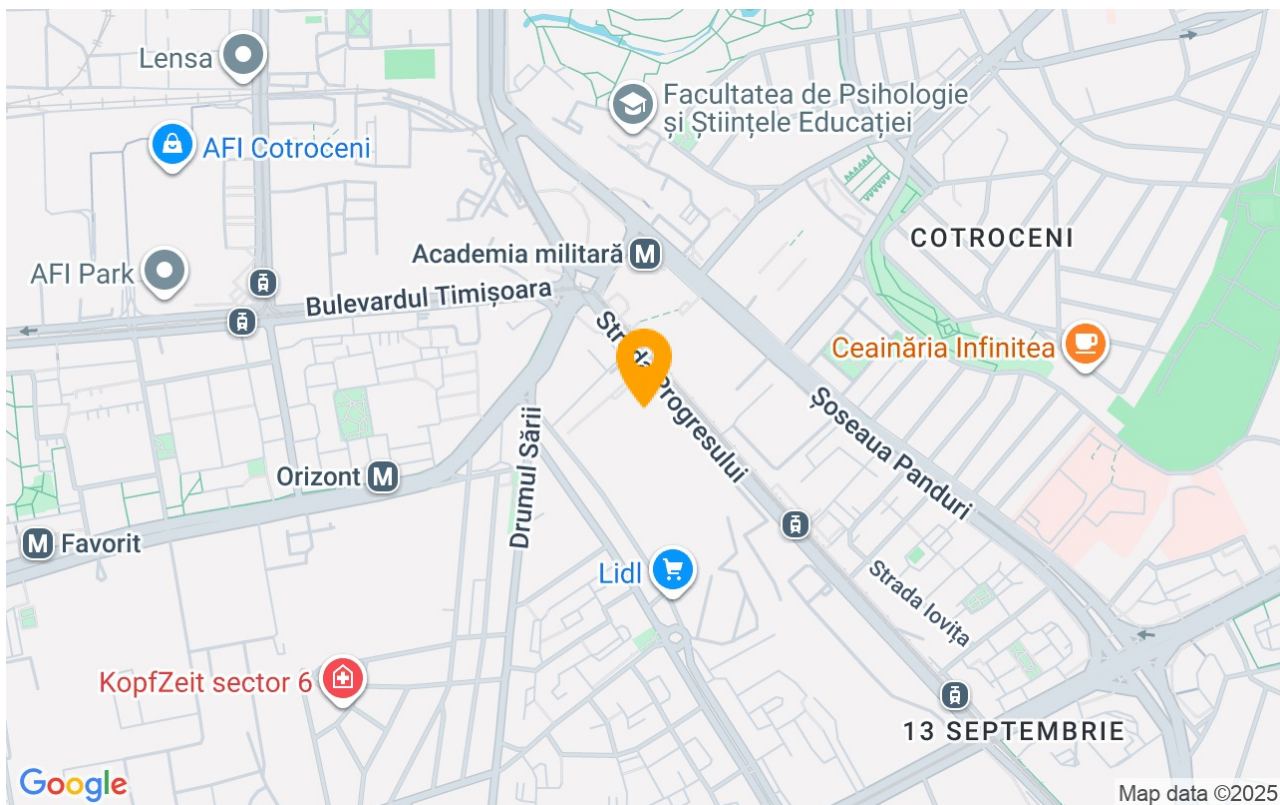 Lensa
Facultatea de Psihologie
și Științele Educației
AFI Cotroceni
COTROCENI
Academia militară M
AFI Park
Bulevardul Timișoara
Strada Progresului
Ceainăria Infinitea
Șoseaua Panduri
Drumul Sării
Orizont M
M Favorit
Lidl
Strada Iovița
KopfZeit sector 6
13 SEPTEMBRIE
Google
Map data ©2025